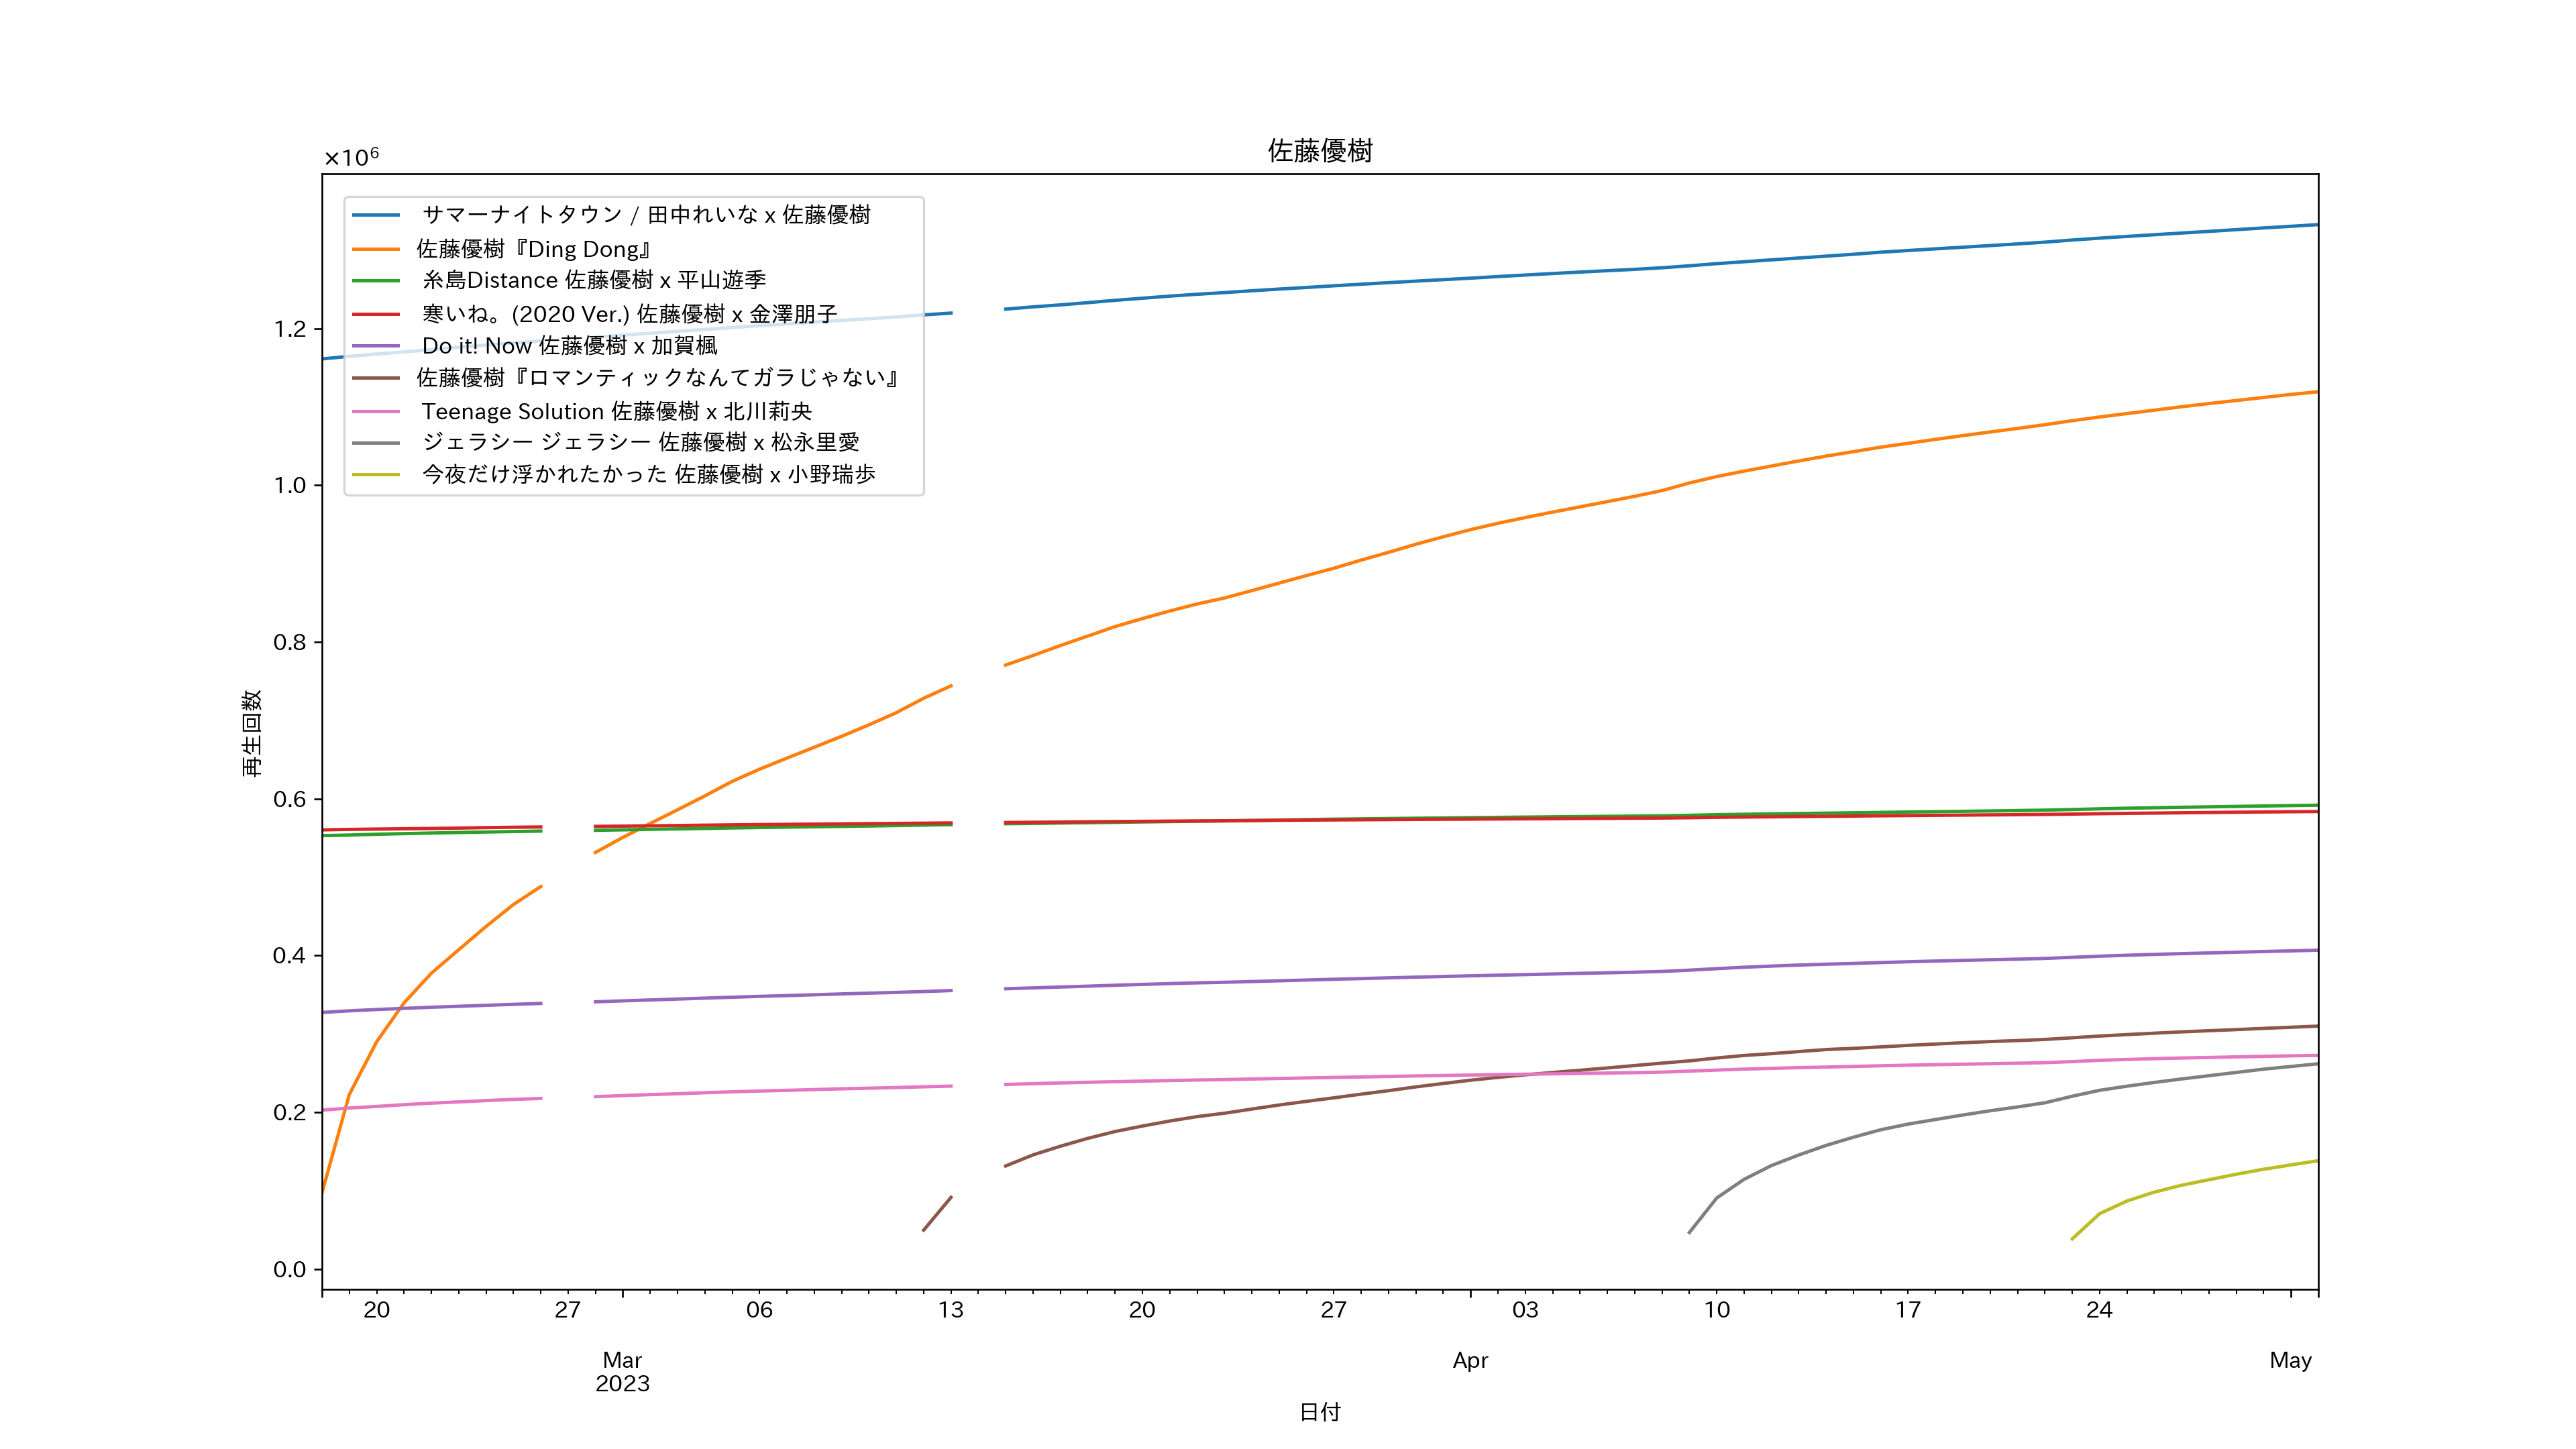 佐藤優樹
×10⁶
サマーナイトタウン / 田中れいな x 佐藤優樹
佐藤優樹『Ding Dong』
糸島Distance 佐藤優樹 x 平山遊季
寒いね。(2020 Ver.) 佐藤優樹 x 金澤朋子
Do it! Now 佐藤優樹 x 加賀楓
佐藤優樹『ロマンティックなんてガラじゃない』
Teenage Solution 佐藤優樹 x 北川莉央
ジェラシー ジェラシー 佐藤優樹 x 松永里愛
今夜だけ浮かれたかった 佐藤優樹 x 小野瑞歩
1.2
1.0
0.8
0.6
0.4
0.2
0.0
再生回数
20 27 06 13 20 27 03 10 17 24
Mar Apr May
2023
日付